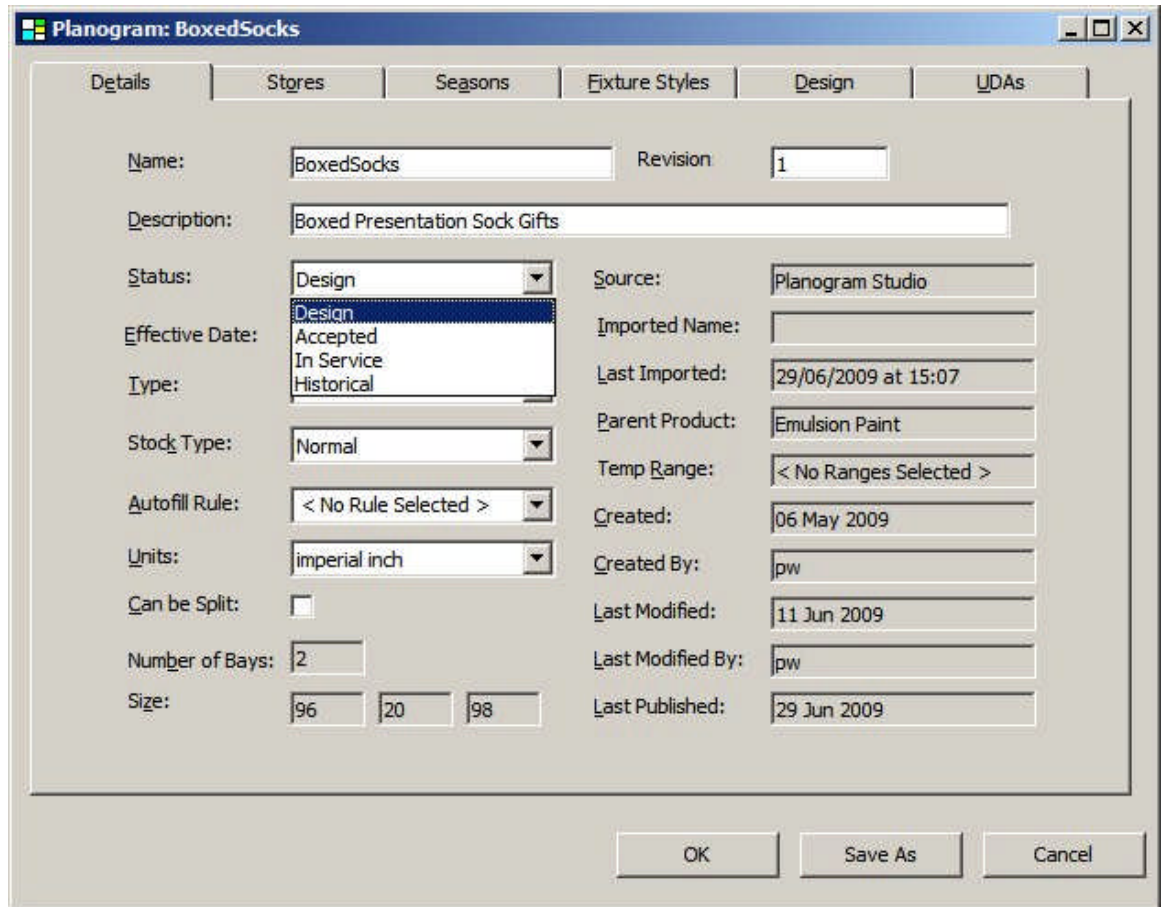 Planogram: BoxedSocks
Details Stores Seasons Fixture Styles Design UDAs
Name: BoxedSocks Revision 1
Description: Boxed Presentation Sock Gifts
Status: Design Source: Planogram Studio
Design
Effective Date: Accepted Imported Name:
In Service
Type: Historical Last Imported: 29/06/2009 at 15:07
Parent Product: Emulsion Paint
Stock Type: Normal
Temp Range: < No Ranges Selected >
Autofill Rule: < No Rule Selected >
Created: 06 May 2009
Units: imperial inch Created By: pw
Can be Split: Last Modified: 11 Jun 2009
Number of Bays: 2 Last Modified By: pw
Size: 96 20 98 Last Published: 29 Jun 2009
OK Save As Cancel